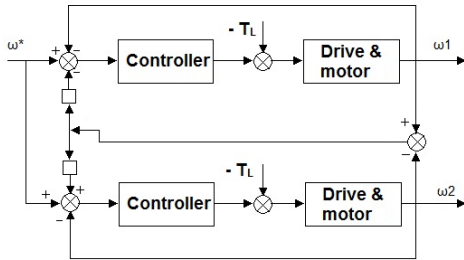 ω*
+
−
−
Controller
- TL
Drive &
motor
ω1
+
−
- TL
+
+
−
Controller
Drive &
motor
ω2